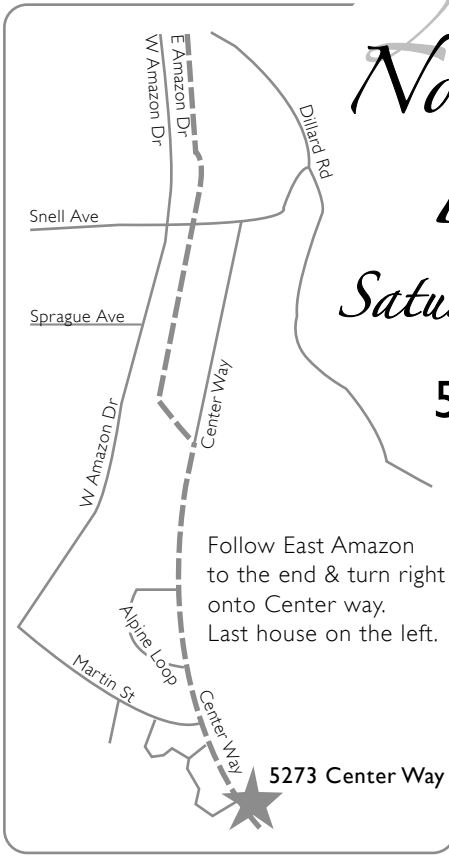 E Amazon Dr
W Amazon Dr
Dillard Rd
Snell Ave
Sprague Ave
Center Way
W Amazon Dr
Follow East Amazon
to the end & turn right
onto Center way.
Last house on the left.
Alpine Loop
Martin St
Center Way
5273 Center Way
No
Satu
5